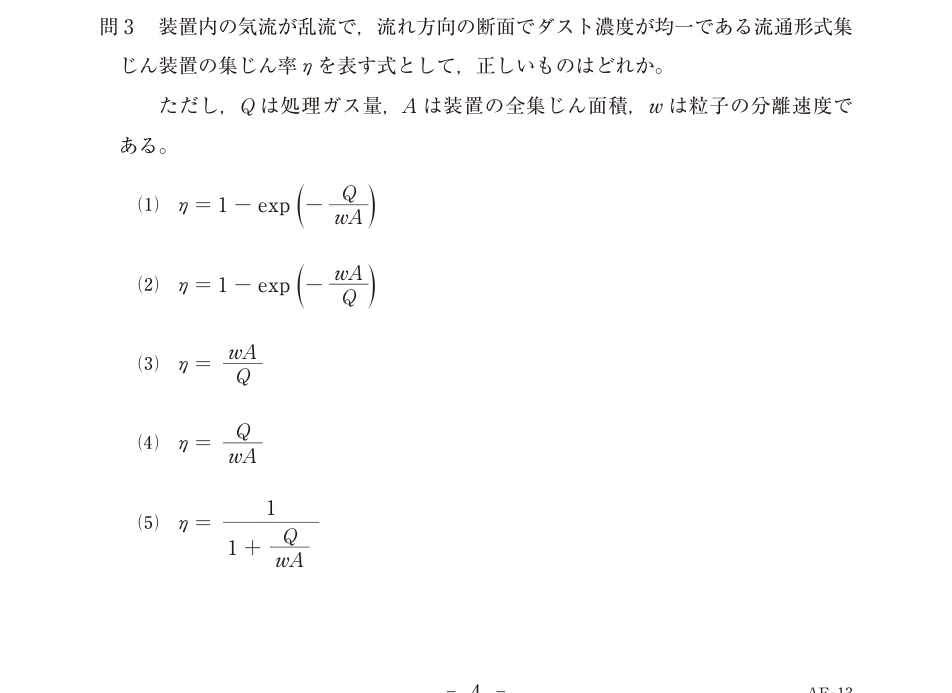 問3 装置内の気流が乱流で，流れ方向の断面でダスト濃度が均一である流通形式集
じん装置の集じん率ηを表す式として，正しいものはどれか。
ただし，Qは処理ガス量，Aは装置の全集じん面積，wは粒子の分離速度で
ある。
(1) η = 1 − exp(− Q/wA)
(2) η = 1 − exp(− wA/Q)
(3) η = wA/Q
(4) η = Q/wA
(5) η = 1/(1 + Q/wA)
− 4 −
AE–13